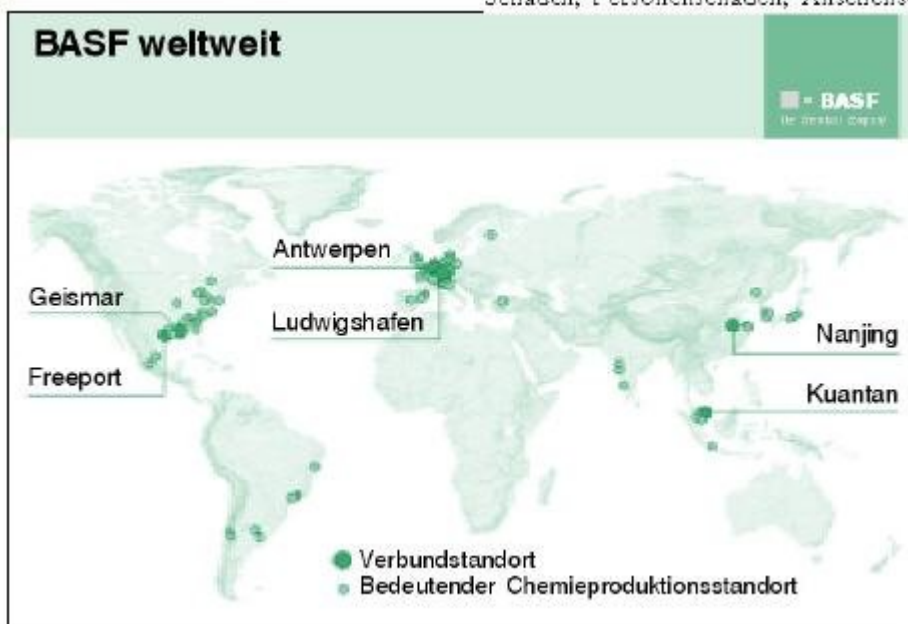 BASF weltweit
BASF
Antwerpen
Geismar
Ludwigshafen
Nanjing
Freeport
Kuantan
Verbundstandort
Bedeutender Chemieproduktionsstandort